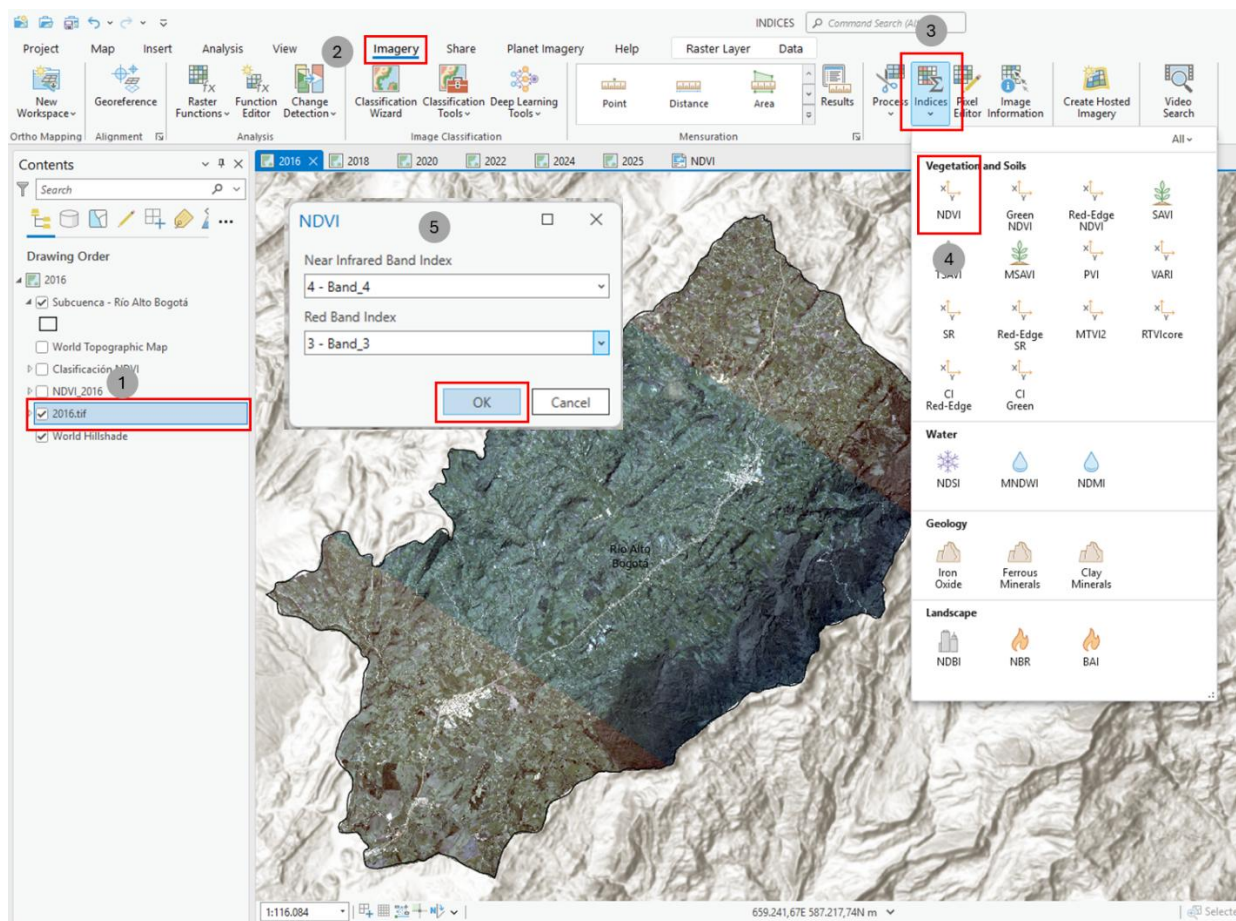 INDICES
Command Search (Al
3
Project Map Insert Analysis View 2 Imagery Share Planet Imagery Help Raster Layer Data
New Workspace
Georeference
Raster Functions
Function Editor
Change Detection
Classification Wizard
Classification Tools
Deep Learning Tools
Point
Distance
Area
Results
Process
Indices
Pixel Editor
Image Information
Create Hosted Imagery
Video Search
Ortho Mapping Alignment Analysis Image Classification Mensuration
All
Contents
Search
Drawing Order
2016
Subcuenca - Río Alto Bogotá
World Topographic Map
Clasificación NDVI
NDVI_2016
1
2016.tif
World Hillshade
2016 2018 2020 2022 2024 2025 NDVI
NDVI
5
Near Infrared Band Index
4 - Band_4
Red Band Index
3 - Band_3
OK Cancel
Río Alto
Bogotá
Vegetation and Soils
NDVI
Green NDVI
Red-Edge NDVI
SAVI
4
TSAVI
MSAVI
PVI
VARI
SR
Red-Edge SR
MTVI2
RTVIcore
CI Red-Edge
CI Green
Water
NDSI
MNDWI
NDMI
Geology
Iron Oxide
Ferrous Minerals
Clay Minerals
Landscape
NDBI
NBR
BAI
1:116.084
659.241,67E 587.217,74N m
Selecte